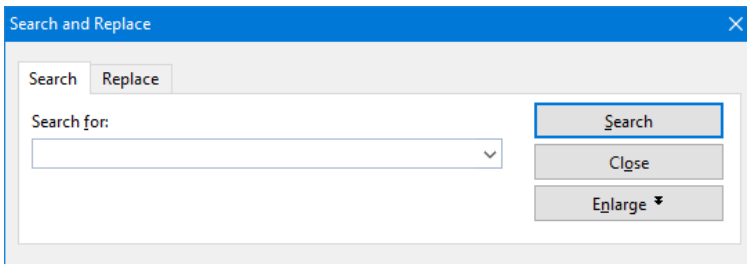 Search and Replace
Search Replace
Search for:
Search
Close
Enlarge